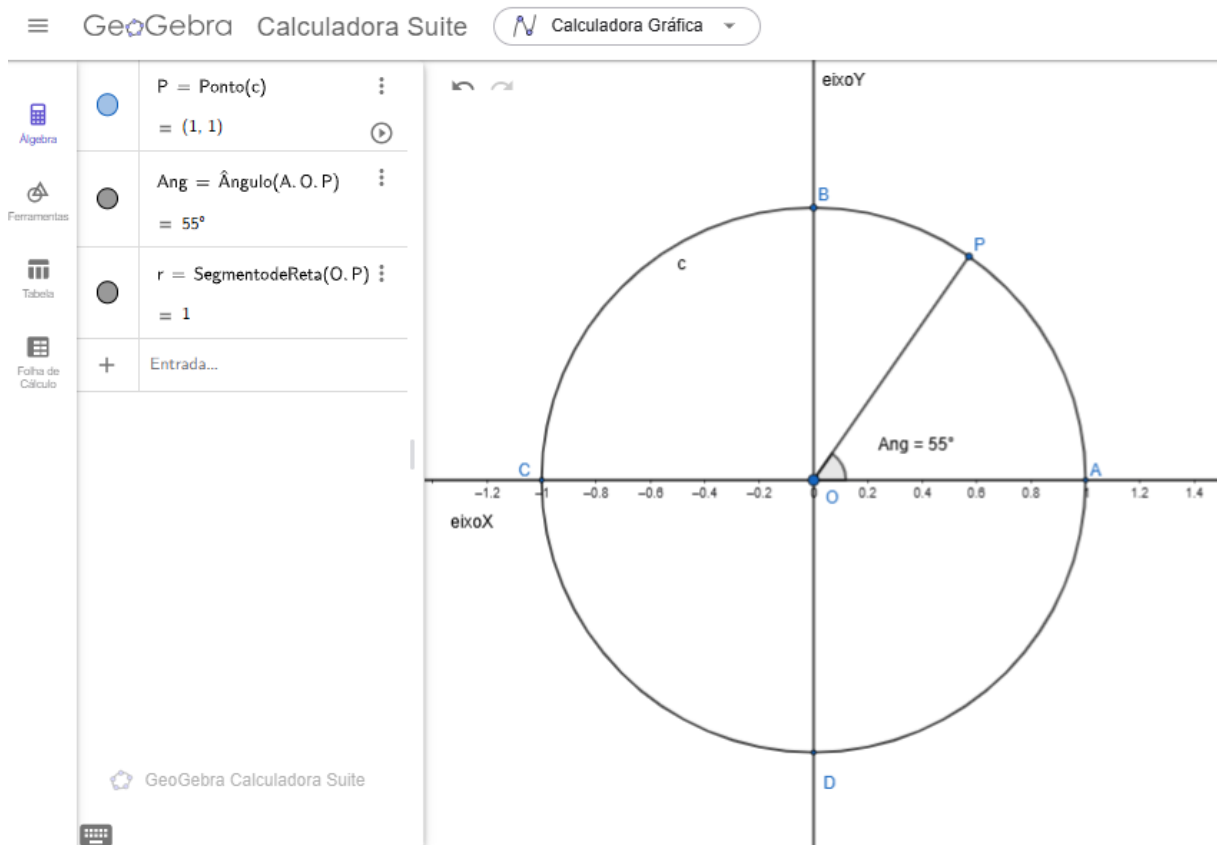 GeoGebra Calculadora Suite Calculadora Gráfica
Álgebra
Ferramentas
Tabela
Folha de
Cálculo
P = Ponto(c)
= (1, 1)
Ang = Ângulo(A. O. P)
= 55°
r = SegmentodeReta(O. P)
= 1
+ Entrada...
GeoGebra Calculadora Suite
eixoY
B
P
c
Ang = 55°
C
A
-1.2 -1 -0.8 -0.6 -0.4 -0.2 0 0.2 0.4 0.6 0.8 1 1.2 1.4
O
eixoX
D